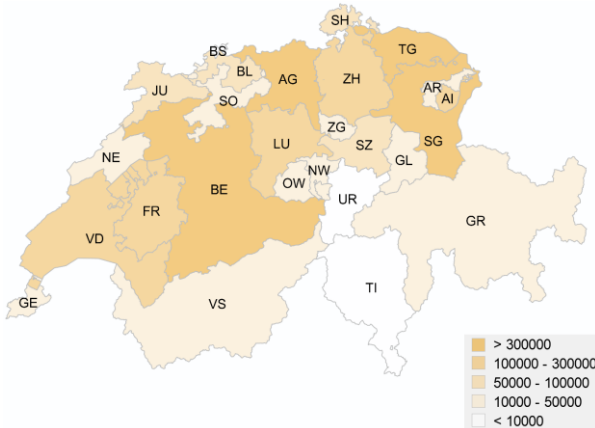 SH
BS
TG
BL
AG
ZH
AR
AI
JU
SO
ZG
SG
NE
LU
SZ
GL
NW
OW
BE
UR
FR
GR
VD
TI
GE
VS
> 300000
100000 - 300000
50000 - 100000
10000 - 50000
< 10000